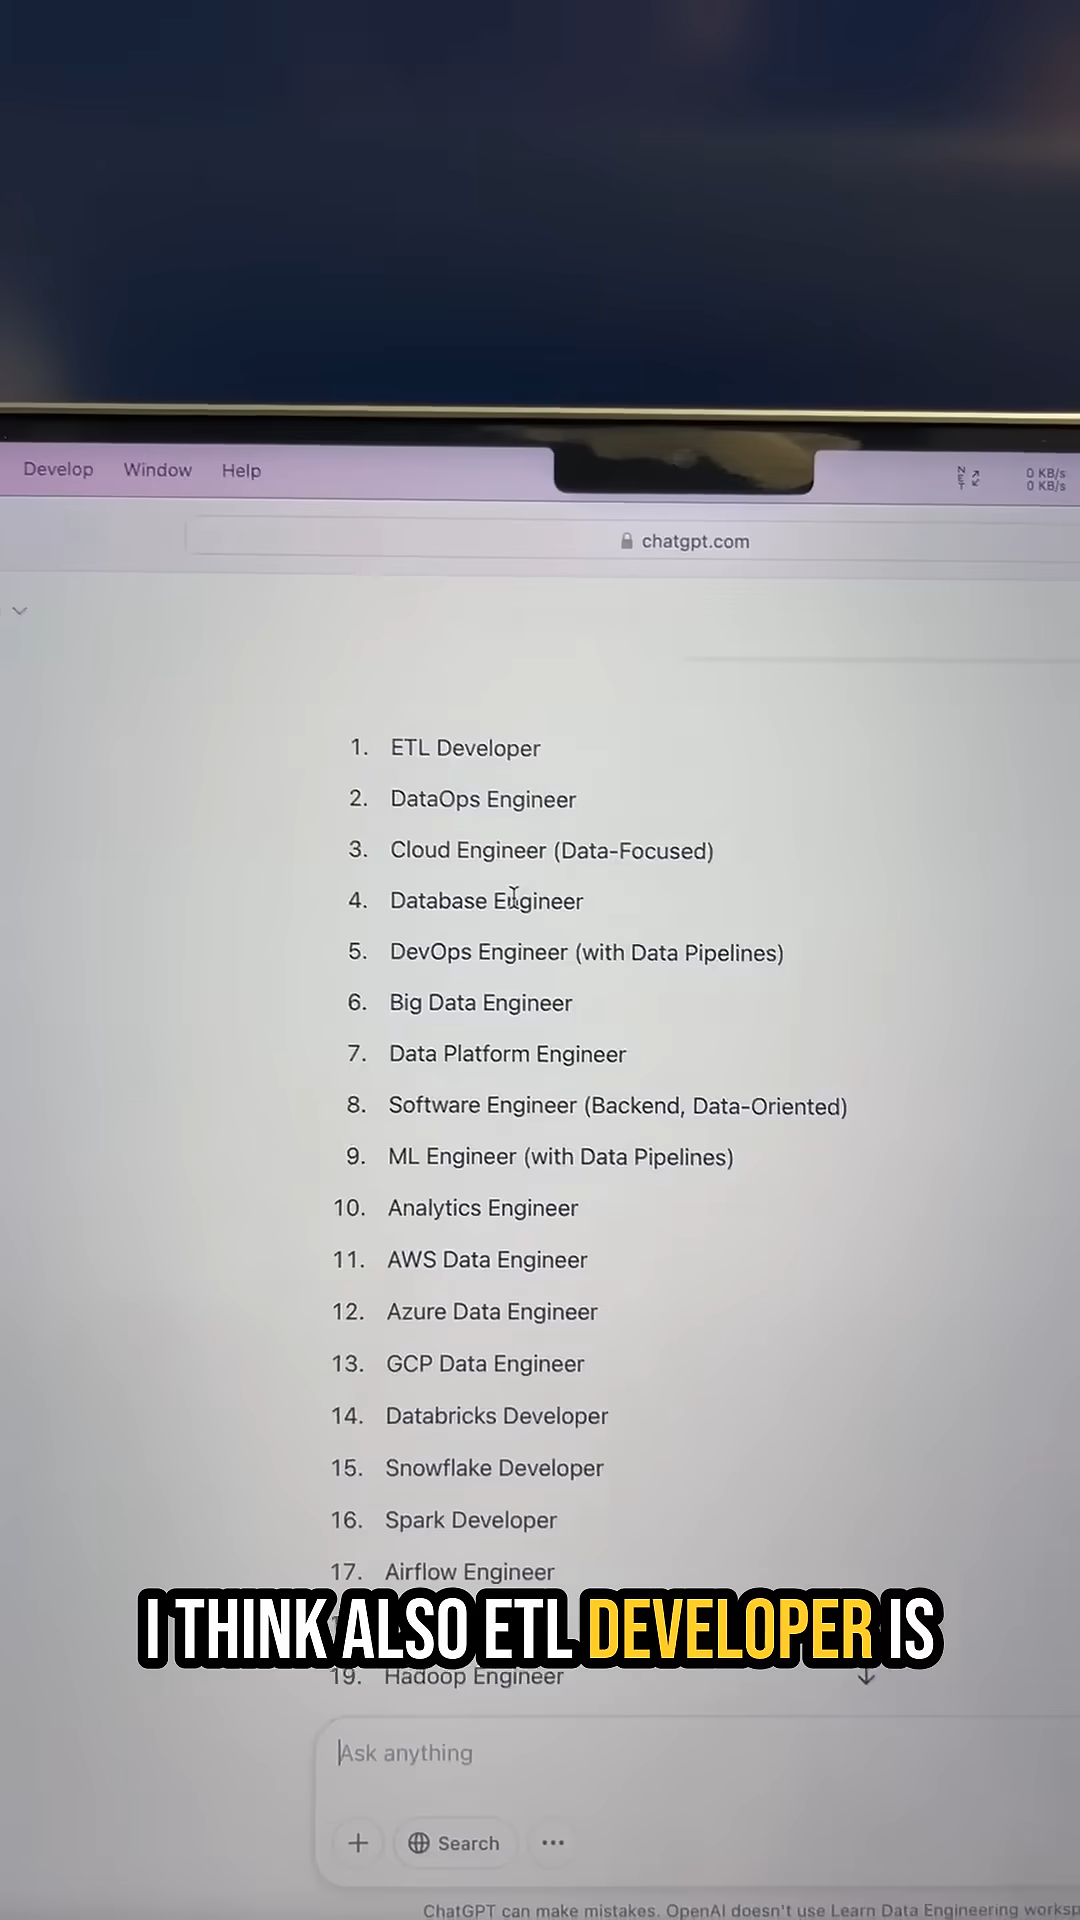 Develop Window Help
NET 0 KB/s
0 KB/s
chatgpt.com
1. ETL Developer
2. DataOps Engineer
3. Cloud Engineer (Data-Focused)
4. Database Engineer
5. DevOps Engineer (with Data Pipelines)
6. Big Data Engineer
7. Data Platform Engineer
8. Software Engineer (Backend, Data-Oriented)
9. ML Engineer (with Data Pipelines)
10. Analytics Engineer
11. AWS Data Engineer
12. Azure Data Engineer
13. GCP Data Engineer
14. Databricks Developer
15. Snowflake Developer
16. Spark Developer
17. Airflow Engineer
I THINK ALSO ETL DEVELOPER IS
19. Hadoop Engineer
Ask anything
Search
ChatGPT can make mistakes. OpenAI doesn't use Learn Data Engineering